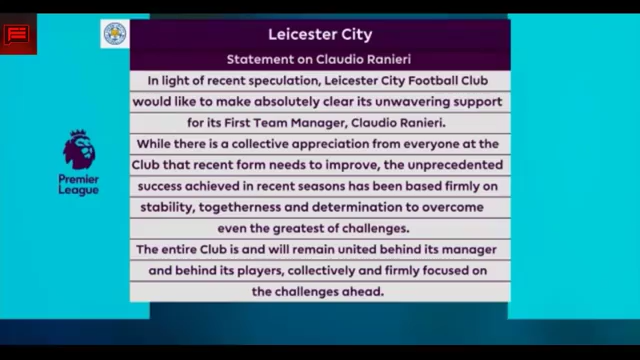 Leicester City
Statement on Claudio Ranieri
In light of recent speculation, Leicester City Football Club
would like to make absolutely clear its unwavering support
for its First Team Manager, Claudio Ranieri.
While there is a collective appreciation from everyone at the
Club that recent form needs to improve, the unprecedented
success achieved in recent seasons has been based firmly on
stability, togetherness and determination to overcome
even the greatest of challenges.
The entire Club is and will remain united behind its manager
and behind its players, collectively and firmly focused on
the challenges ahead.
Premier
League